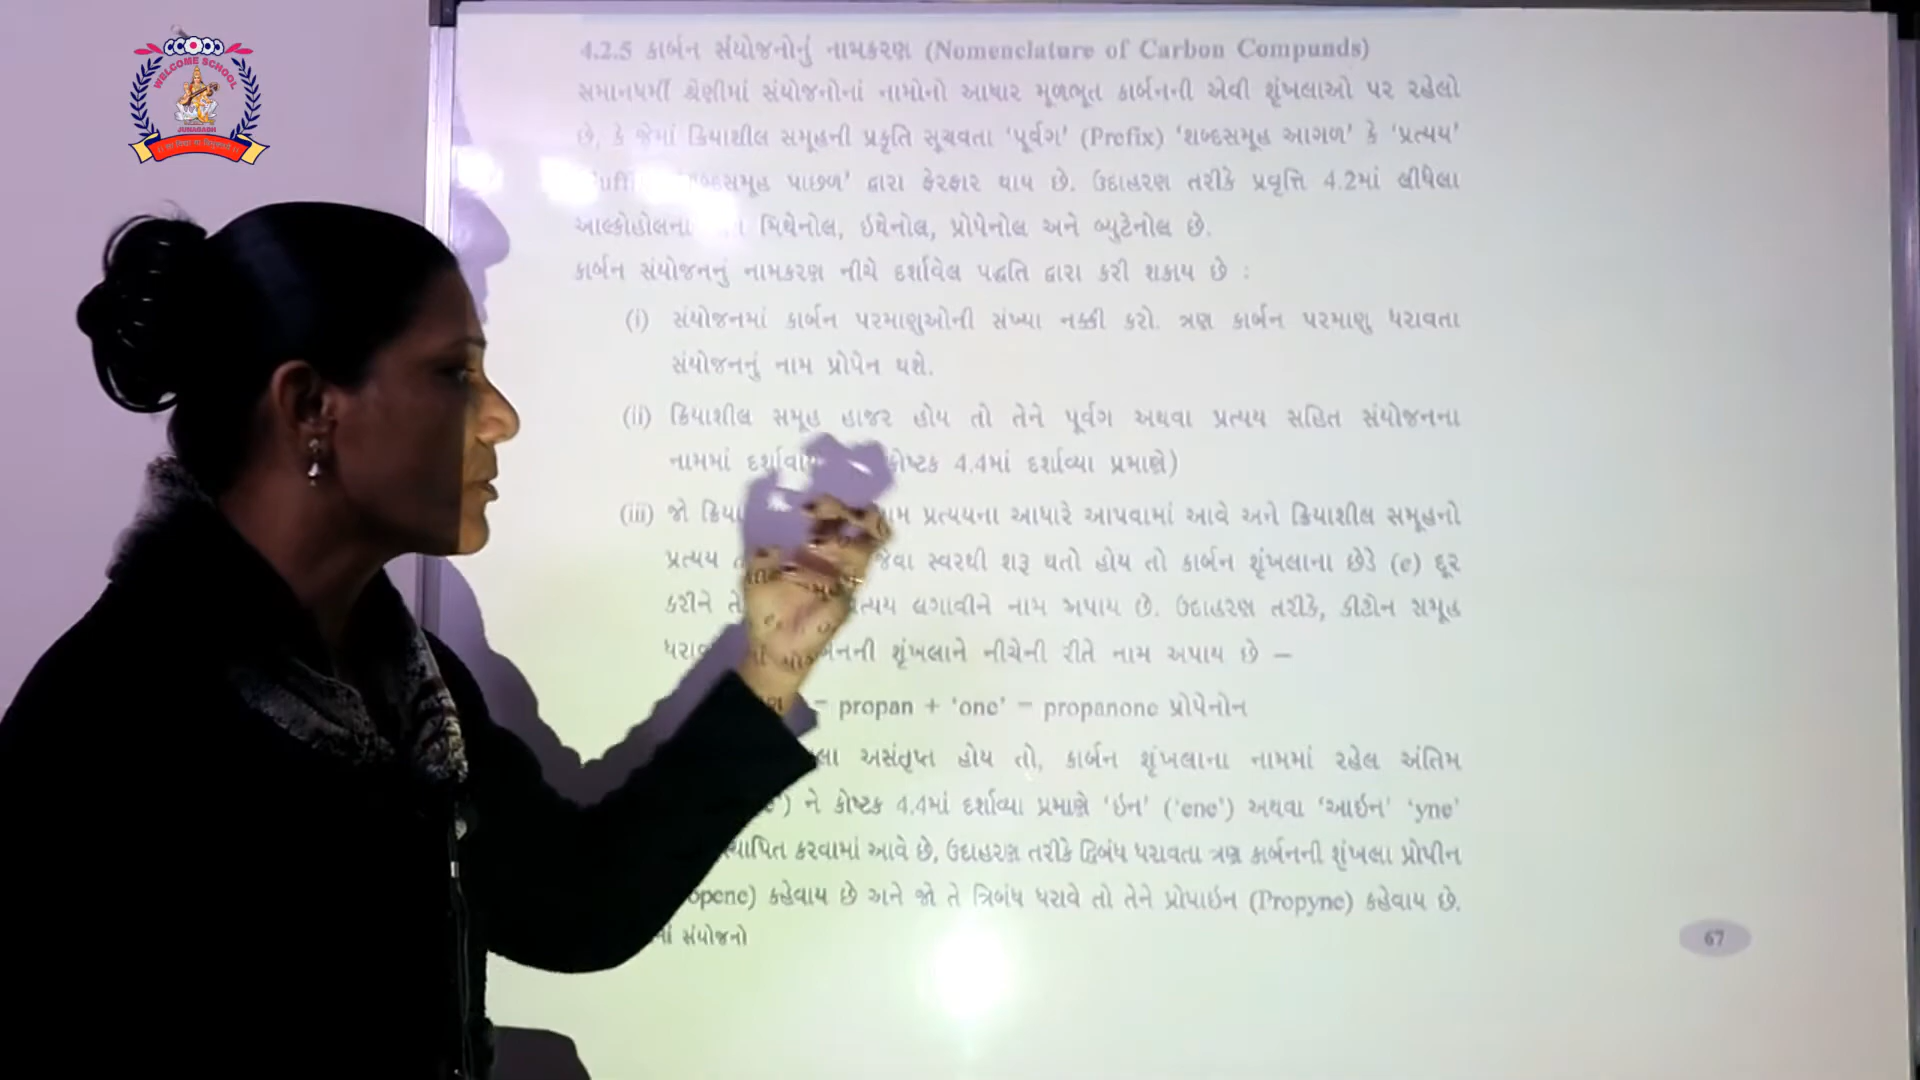 WELCOME SCHOOL
JUNAGADH
4.2.5 કાર્બન સંયોજનોનું નામકરણ (Nomenclature of Carbon Compunds)
સમાનધર્મી શ્રેણીમાં સંયોજનોનાં નામોનો આધાર મૂળભૂત કાર્બનની એવી શૃંખલાઓ પર રહેલો
છે, કે જેમાં ક્રિયાશીલ સમૂહની પ્રકૃતિ સૂચવતા 'પૂર્વગ' (Prefix) 'શબ્દસમૂહ આગળ' કે 'પ્રત્યય'
પાછળ' દ્વારા ફેરફાર થાય છે. ઉદાહરણ તરીકે પ્રવૃત્તિ 4.2માં લીધેલા
આલ્કોહોલના મિથેનોલ, ઇથેનોલ, પ્રોપેનોલ અને બ્યુટેનોલ છે.
કાર્બન સંયોજનનું નામકરણ નીચે દર્શાવેલ પદ્ધતિ દ્વારા કરી શકાય છે :
(i) સંયોજનમાં કાર્બન પરમાણુઓની સંખ્યા નક્કી કરો. ત્રણ કાર્બન પરમાણુ ધરાવતા
સંયોજનનું નામ પ્રોપેન થશે.
(ii) ક્રિયાશીલ સમૂહ હાજર હોય તો તેને પૂર્વગ અથવા પ્રત્યય સહિત સંયોજનના
નામમાં કોષ્ટક 4.4માં દર્શાવ્યા પ્રમાણે)
(iii) જો પ્રત્યયના આધારે આપવામાં આવે અને ક્રિયાશીલ સમૂહનો
પ્રત્યય જેવા સ્વરથી શરૂ થતો હોય તો કાર્બન શૃંખલાના છેડે (e) દૂર
કરીને પ્રત્યય લગાવીને નામ અપાય છે. ઉદાહરણ તરીકે, કીટોન સમૂહ
શૃંખલાને નીચેની રીતે નામ અપાય છે –
= propan + 'one' = propanone પ્રોપેનોન
અસંતૃપ્ત હોય તો, કાર્બન શૃંખલાના નામમાં રહેલ અંતિમ
ને કોષ્ટક 4.4માં દર્શાવ્યા પ્રમાણે 'ઇન' ('ene') અથવા 'આઇન' 'yne'
કરવામાં આવે છે, ઉદાહરણ તરીકે દ્વિબંધ ધરાવતા ત્રણ કાર્બનની શૃંખલા પ્રોપીન
કહેવાય છે અને જો તે ત્રિબંધ ધરાવે તો તેને પ્રોપાઇન (Propyne) કહેવાય છે.
સંયોજનો
67